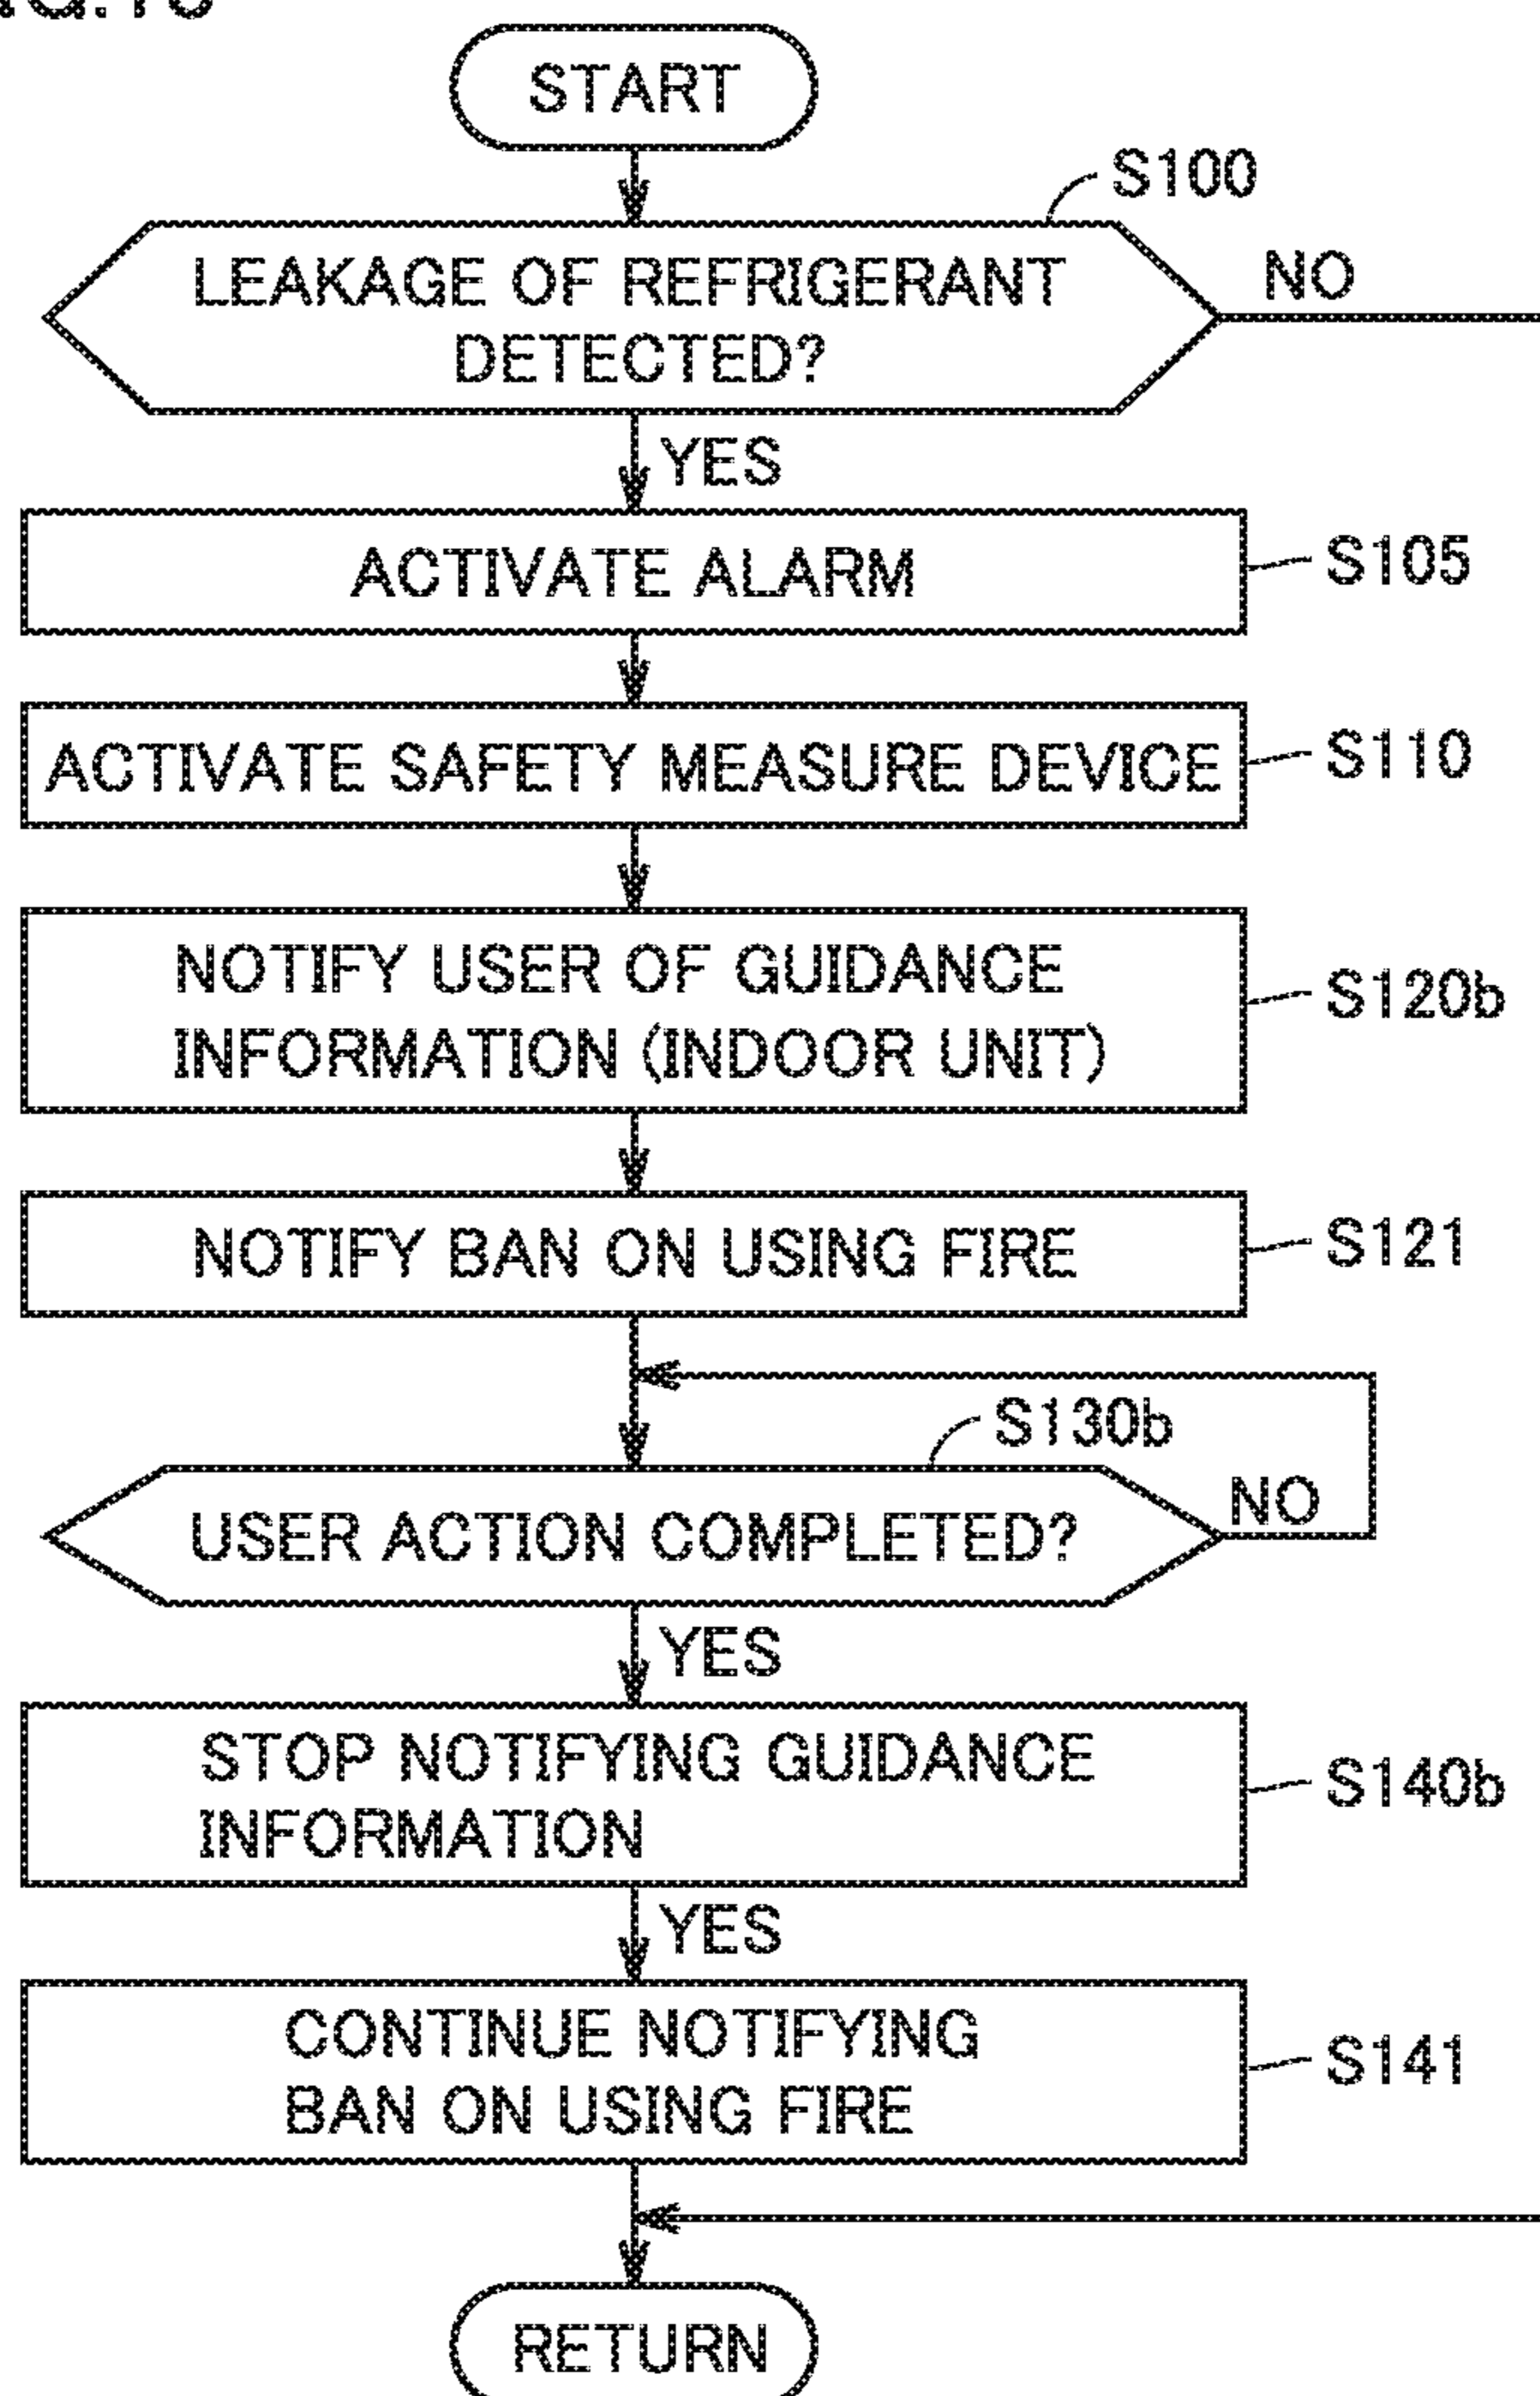 START
S100
LEAKAGE OF REFRIGERANT
DETECTED?
NO
YES
ACTIVATE ALARM
S105
ACTIVATE SAFETY MEASURE DEVICE
S110
NOTIFY USER OF GUIDANCE
INFORMATION (INDOOR UNIT)
S120b
NOTIFY BAN ON USING FIRE
S121
S130b
USER ACTION COMPLETED?
NO
YES
STOP NOTIFYING GUIDANCE
INFORMATION
S140b
YES
CONTINUE NOTIFYING
BAN ON USING FIRE
S141
RETURN